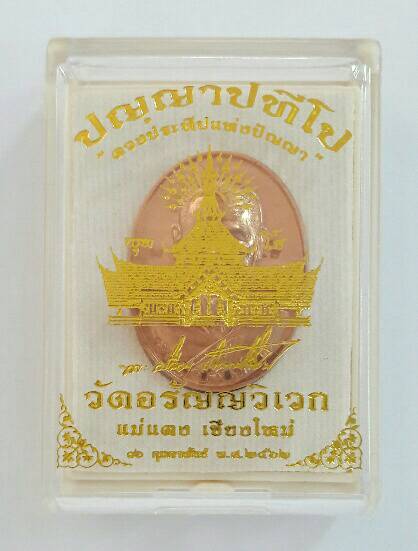 ปญฺญาปทีโป
"ดวงประทีปแห่งปัญญา"
วัดอรัญญวิเวก
แม่แตง เชียงใหม่
๑๖ กุมภาพันธ์ พ.ศ.๒๕๖๒